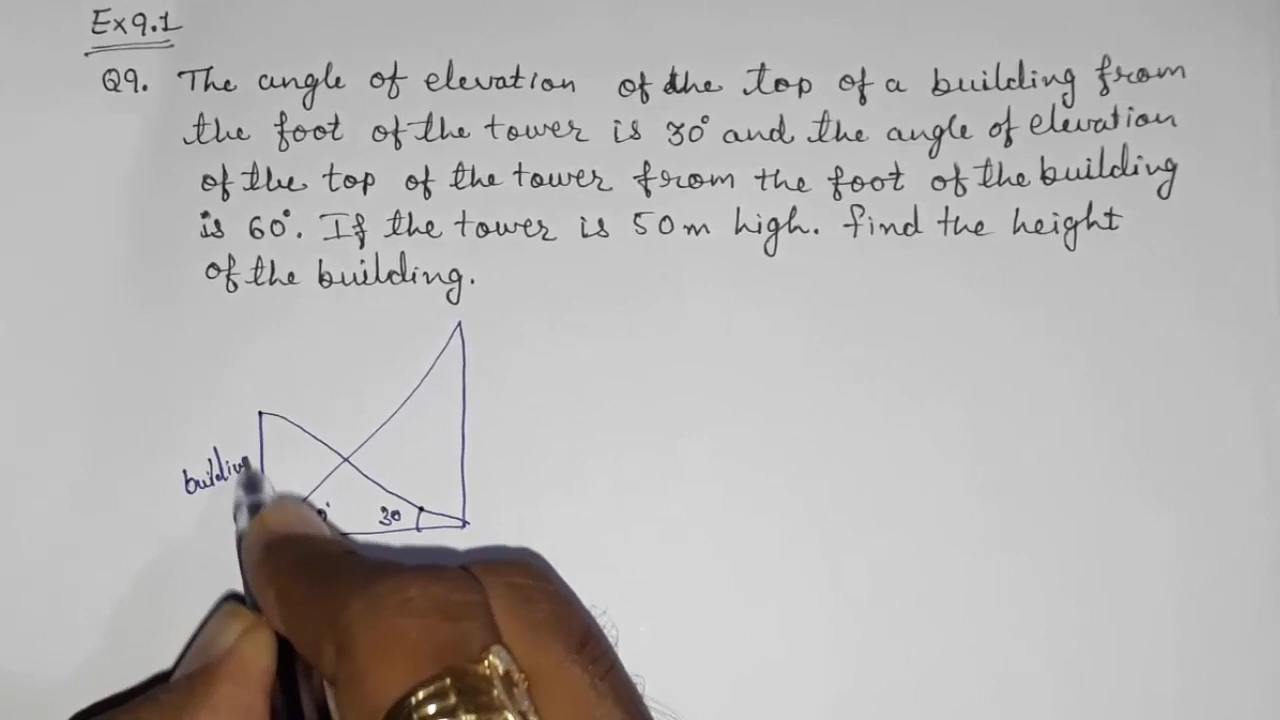 Ex 9.1
Q9. The angle of elevation of the top of a building from
the foot of the tower is 30° and the angle of elevation
of the top of the tower from the foot of the building
is 60°. If the tower is 50m high. find the height
of the building.
building
30